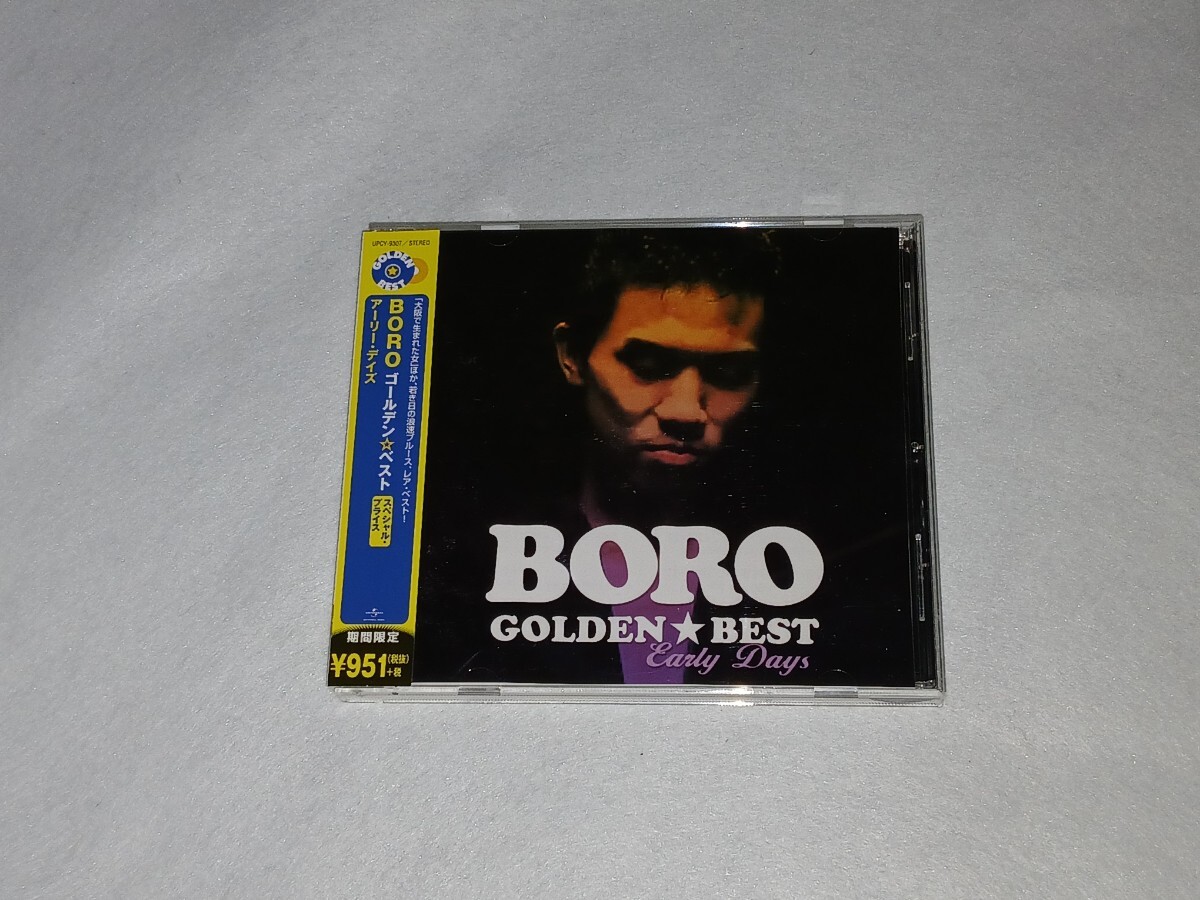 UPCY-9307/STEREO
GOLDEN
BEST
「大阪で生まれた女」ほか、若き日の浪速ブルース、レア・ベスト!
BORO ゴールデン☆ベスト
スペシャル・
プライス
アーリー・デイズ
期間限定
¥951(税抜)
+税
BORO
GOLDEN★BEST
Early Days